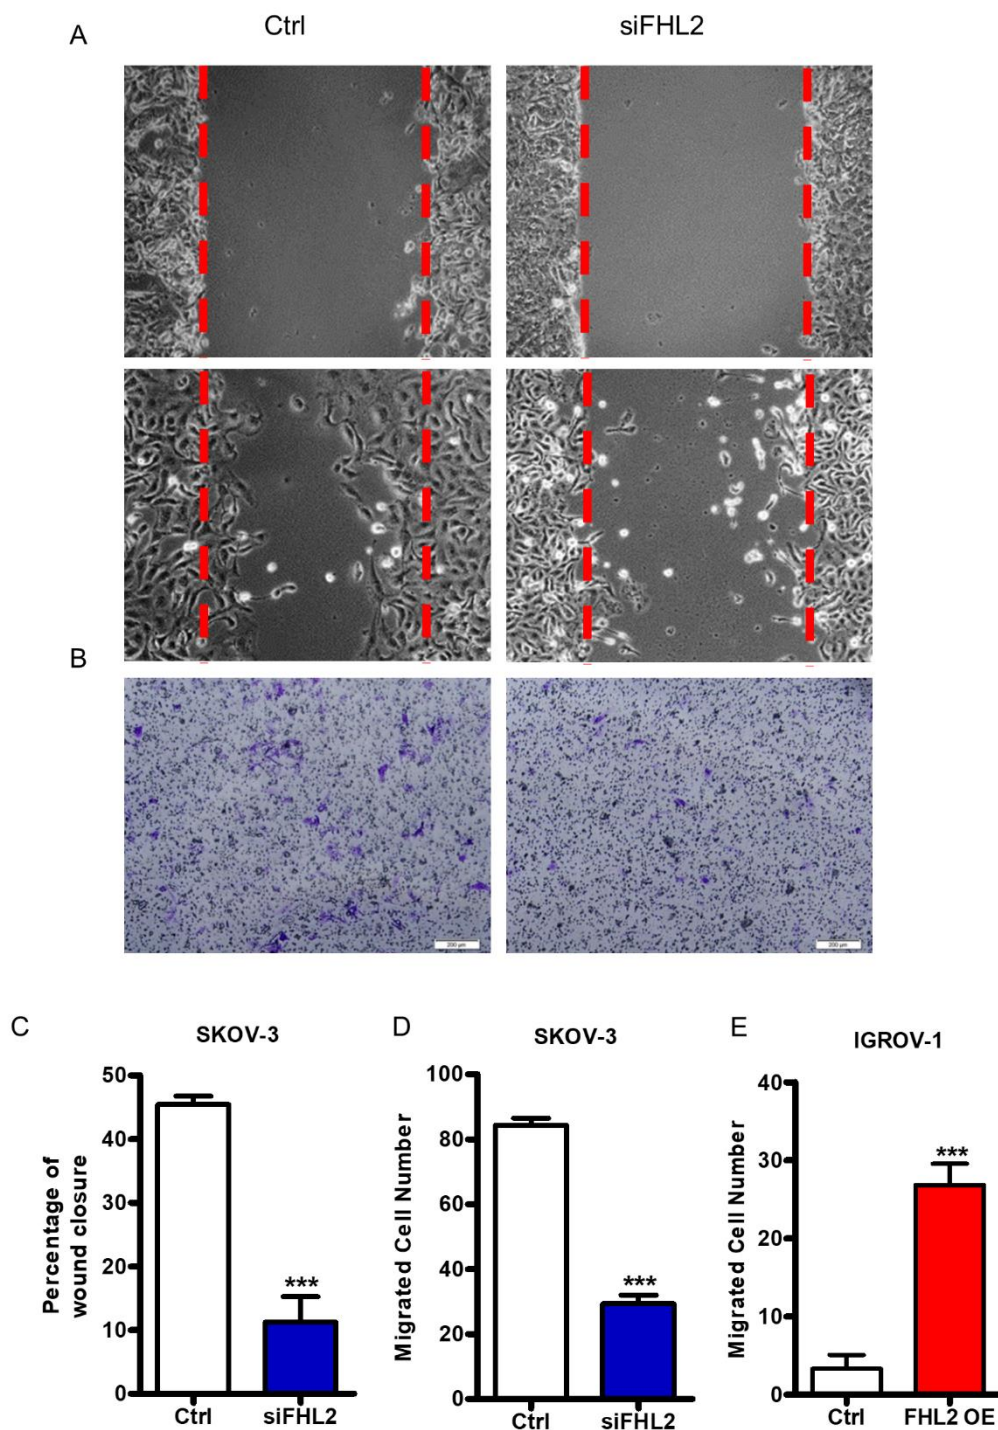 A
Ctrl
siFHL2
B
200 µm
200 µm
C
SKOV-3
Percentage of
wound closure
50
40
30
20
10
0
***
Ctrl
siFHL2
D
SKOV-3
Migrated Cell Number
100
80
60
40
20
0
***
Ctrl
siFHL2
E
IGROV-1
Migrated Cell Number
40
30
20
10
0
***
Ctrl
FHL2 OE